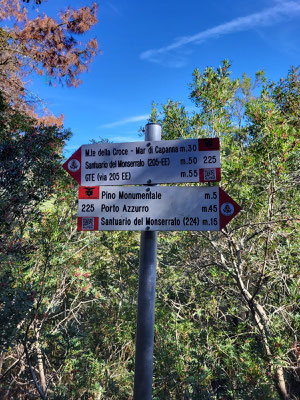 M.te della Croce - Mar di Capanna m.30
Santuario del Monserrato (205-EE) m.50
GTE (via 205 EE) m.55
225
Pino Monumentale m.5
225 Porto Azzurro m.45
Santuario del Monserrato (224) m.15